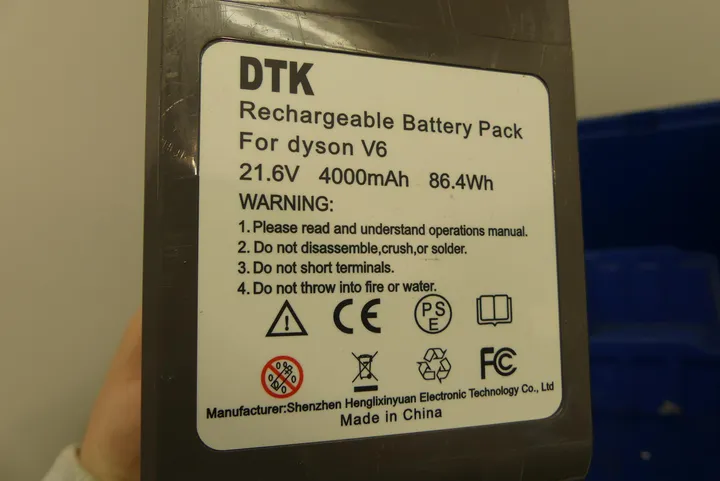 DTK
Rechargeable Battery Pack
For dyson V6
21.6V 4000mAh 86.4Wh
WARNING:
1.Please read and understand operations manual.
2. Do not disassemble,crush,or solder.
3. Do not short terminals.
4. Do not throw into fire or water.
CE
PS
E
FC
Manufacturer:Shenzhen Henglixinyuan Electronic Technology Co., Ltd
Made in China